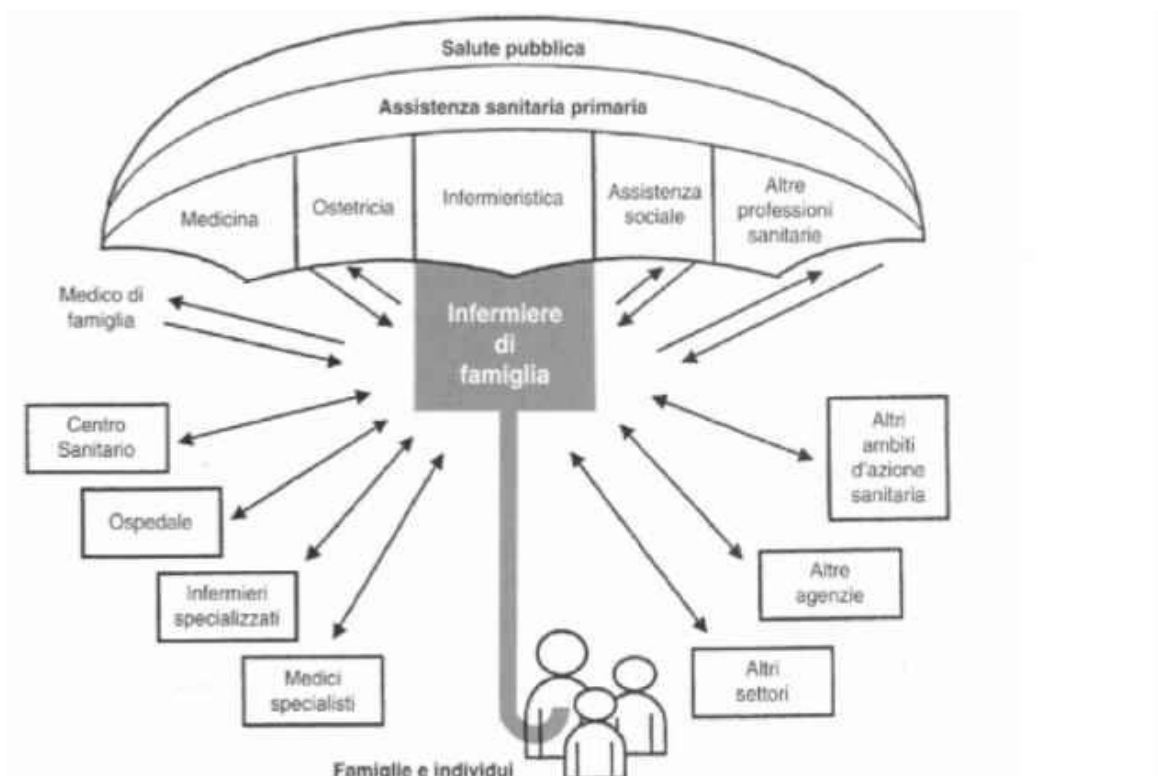 Salute pubblica
Assistenza sanitaria primaria
Medicina
Ostetricia
Infermieristica
Assistenza
sociale
Altre
professioni
sanitarie
Medico di
famiglia
Infermiere
di
famiglia
Centro
Sanitario
Ospedale
Infermieri
specializzati
Medici
specialisti
Altri
ambiti
d'azione
sanitaria
Altre
agenzie
Altri
settori
Famiglie e individui